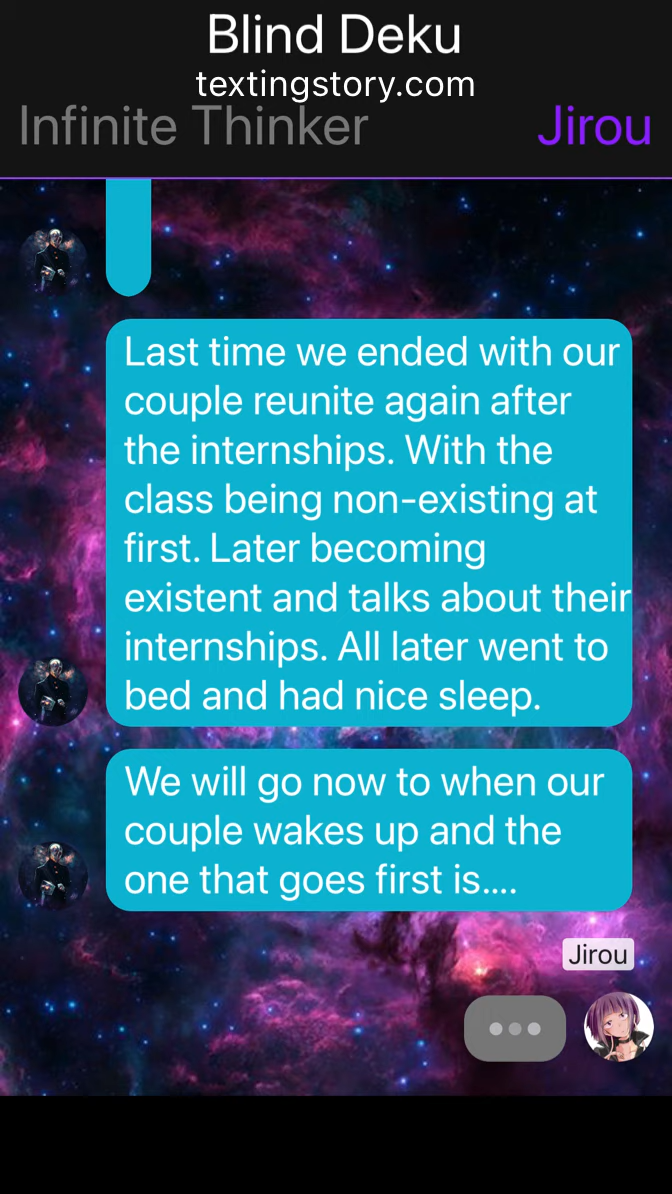 Blind Deku
textingstory.com
Infinite Thinker Jirou
Last time we ended with our
couple reunite again after
the internships. With the
class being non-existing at
first. Later becoming
existent and talks about their
internships. All later went to
bed and had nice sleep.
We will go now to when our
couple wakes up and the
one that goes first is....
Jirou